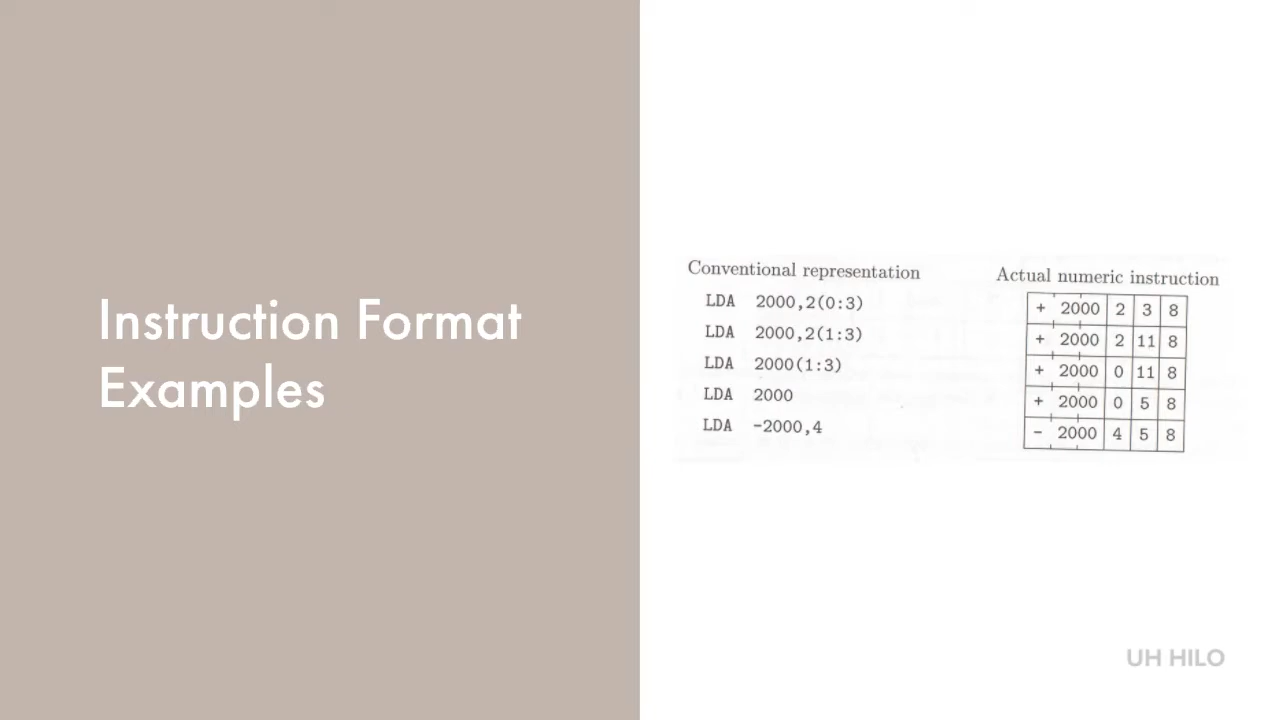 Instruction Format
Examples
Conventional representation
LDA 2000,2(0:3)
LDA 2000,2(1:3)
LDA 2000(1:3)
LDA 2000
LDA -2000,4
Actual numeric instruction
+ 2000 2 3 8
+ 2000 2 11 8
+ 2000 0 11 8
+ 2000 0 5 8
- 2000 4 5 8
UH HILO